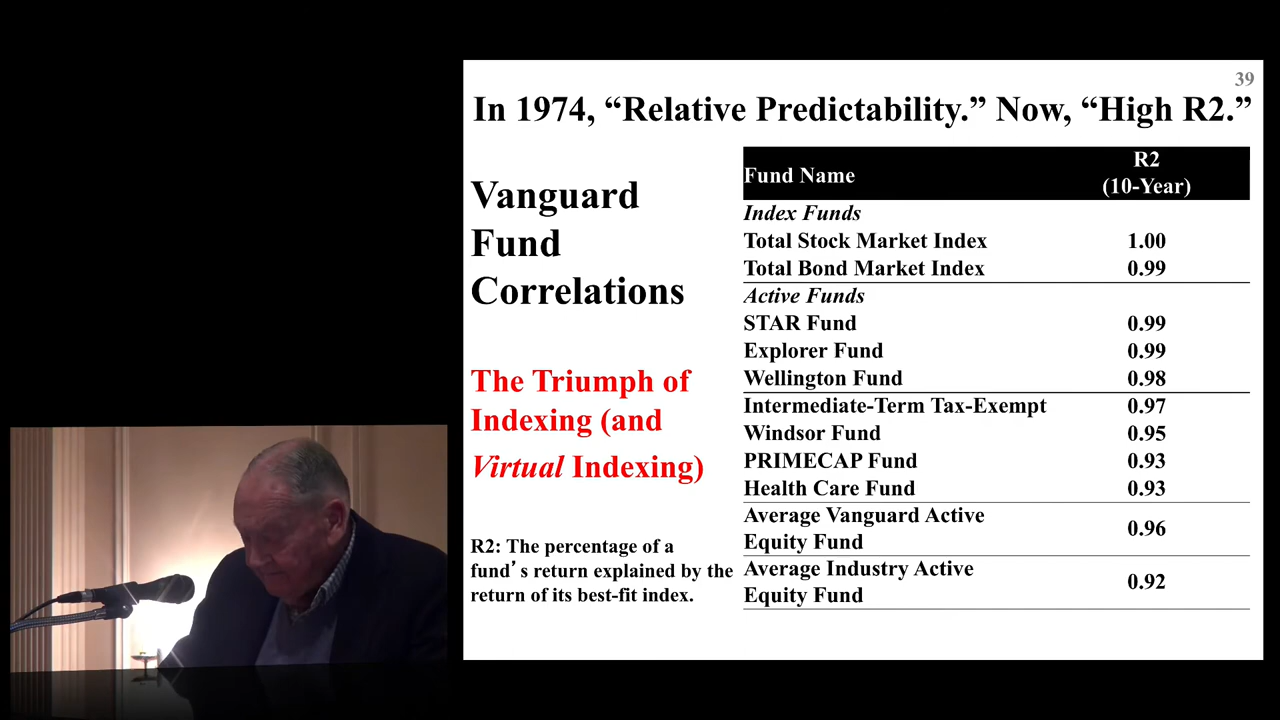 39
In 1974, “Relative Predictability.” Now, “High R2.”
Vanguard
Fund
Correlations
The Triumph of
Indexing (and
Virtual Indexing)
R2: The percentage of a
fund’s return explained by the
return of its best-fit index.
Fund Name R2
(10-Year)
Index Funds
Total Stock Market Index 1.00
Total Bond Market Index 0.99
Active Funds
STAR Fund 0.99
Explorer Fund 0.99
Wellington Fund 0.98
Intermediate-Term Tax-Exempt 0.97
Windsor Fund 0.95
PRIMECAP Fund 0.93
Health Care Fund 0.93
Average Vanguard Active
Equity Fund 0.96
Average Industry Active
Equity Fund 0.92